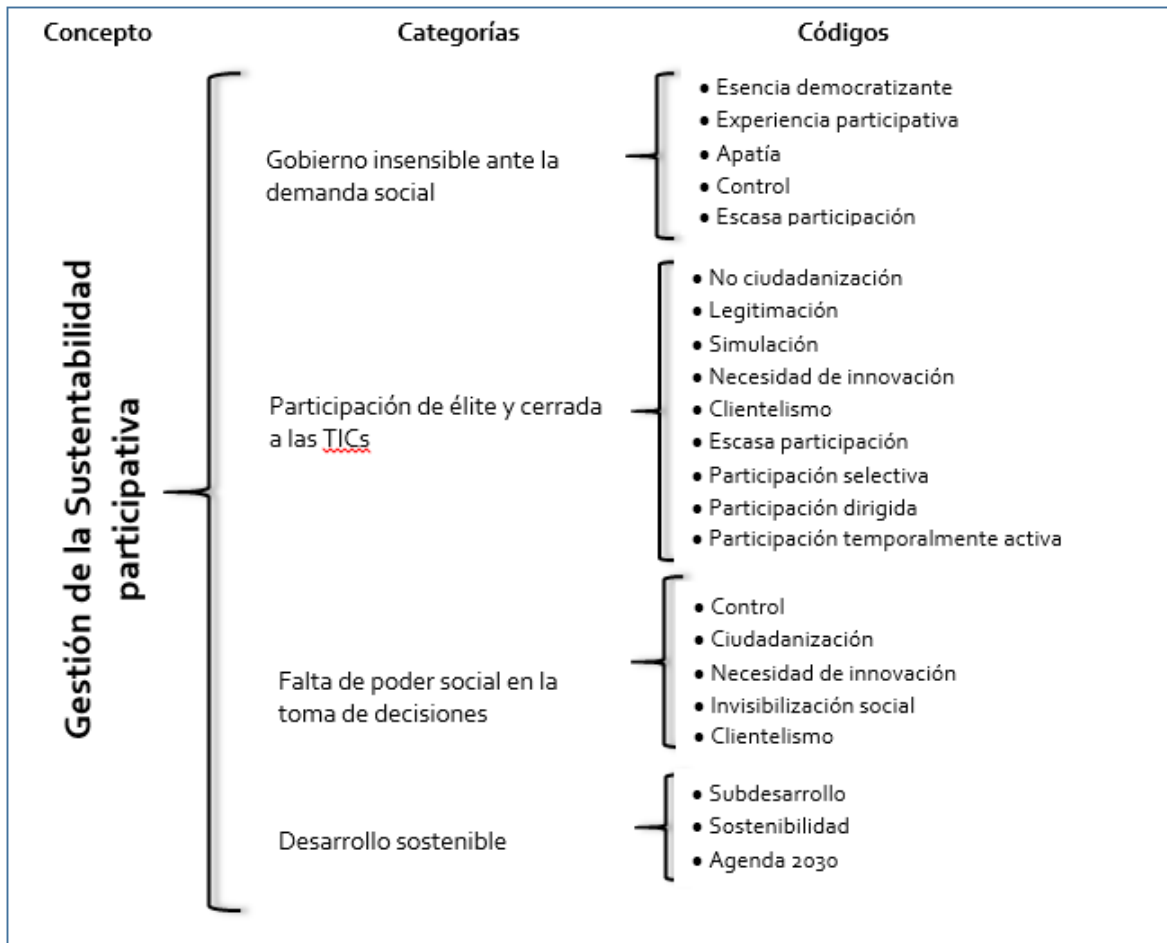 Concepto
Categorías
Códigos
Gestión de la Sustentabilidad
participativa
Gobierno insensible ante la
demanda social
• Esencia democratizante
• Experiencia participativa
• Apatía
• Control
• Escasa participación
Participación de élite y cerrada
a las TICs
• No ciudadanización
• Legitimación
• Simulación
• Necesidad de innovación
• Clientelismo
• Escasa participación
• Participación selectiva
• Participación dirigida
• Participación temporalmente activa
Falta de poder social en la
toma de decisiones
• Control
• Ciudadanización
• Necesidad de innovación
• Invisibilización social
• Clientelismo
Desarrollo sostenible
• Subdesarrollo
• Sostenibilidad
• Agenda 2030